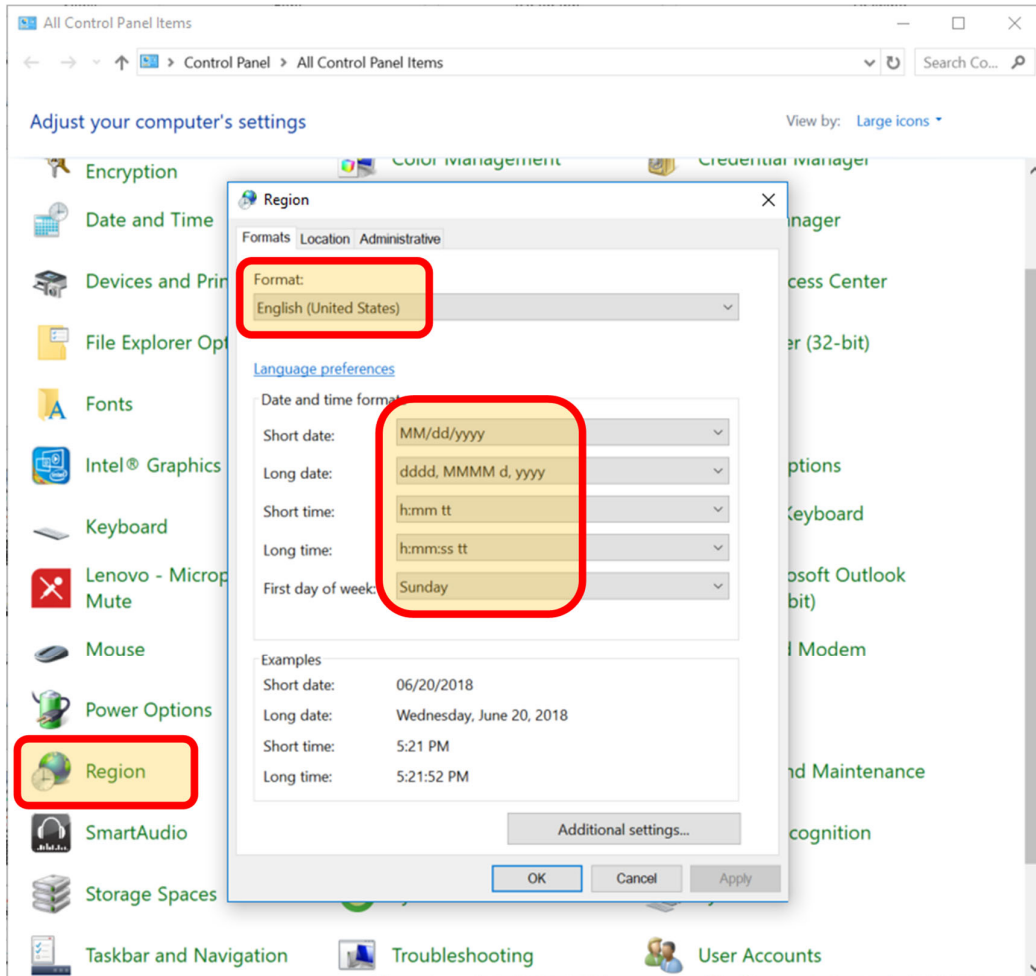 All Control Panel Items
Control Panel > All Control Panel Items
Search Co...
Adjust your computer's settings
View by: Large icons
Encryption
Color Management
Credential Manager
Date and Time
nager
Devices and Prin
cess Center
File Explorer Opt
er (32-bit)
Fonts
Intel® Graphics
ptions
Keyboard
Keyboard
Lenovo - Microp
Mute
osoft Outlook
bit)
Mouse
d Modem
Power Options
Region
nd Maintenance
SmartAudio
cognition
Storage Spaces
Taskbar and Navigation
Troubleshooting
User Accounts
Region
Formats
Location
Administrative
Format:
English (United States)
Language preferences
Date and time formats
Short date:
MM/dd/yyyy
Long date:
dddd, MMMM d, yyyy
Short time:
h:mm tt
Long time:
h:mm:ss tt
First day of week:
Sunday
Examples
Short date:
06/20/2018
Long date:
Wednesday, June 20, 2018
Short time:
5:21 PM
Long time:
5:21:52 PM
Additional settings...
OK
Cancel
Apply